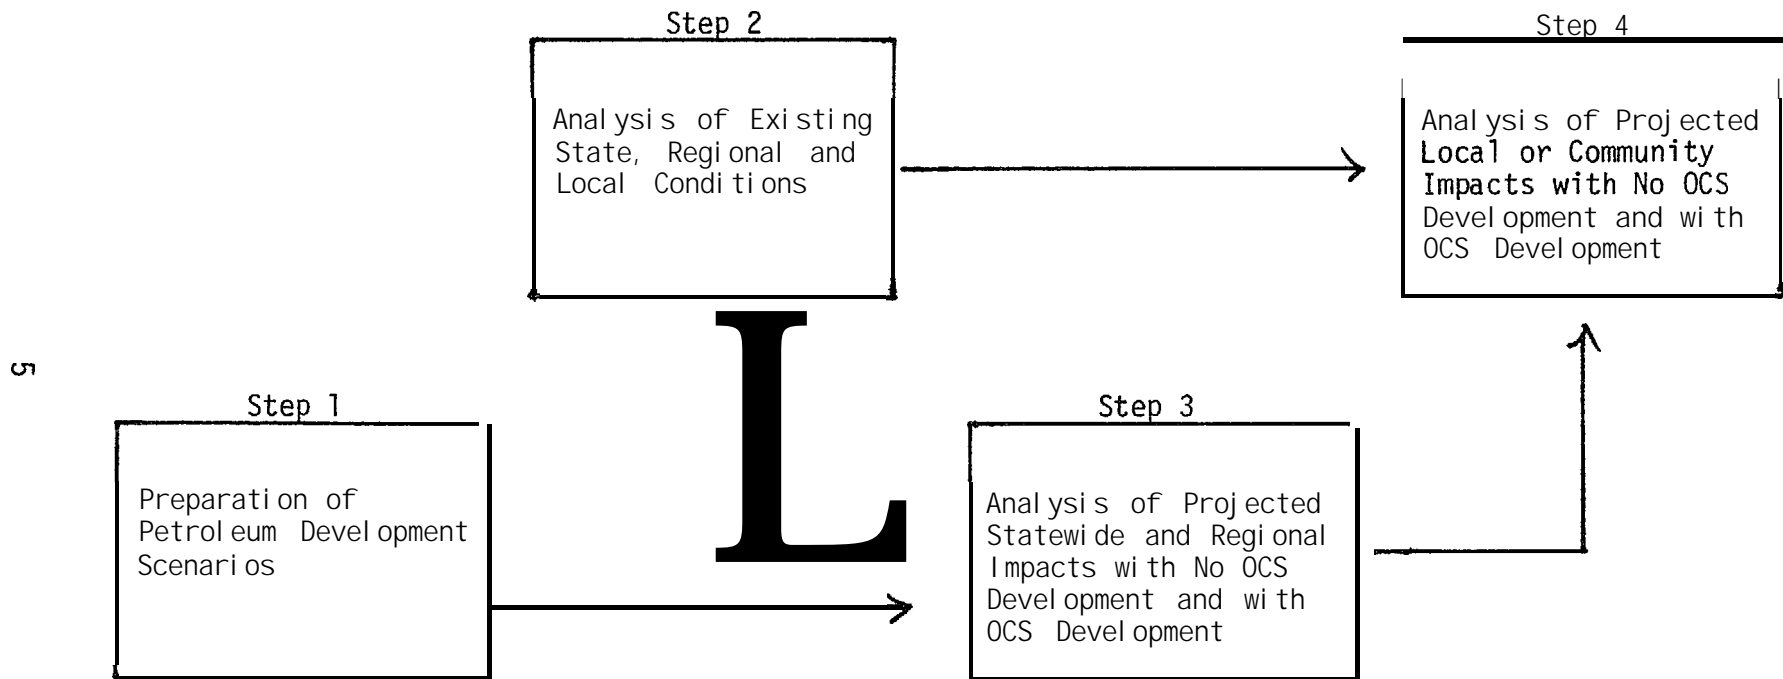 Step 2
Analysis of Existing
State, Regional and
Local Conditions
Step 4
Analysis of Projected
Local or Community
Impacts with No OCS
Development and with
OCS Development
L
5
Step 1
Preparation of
Petroleum Development
Scenarios
Step 3
Analysis of Projected
Statewide and Regional
Impacts with No OCS
Development and with
OCS Development